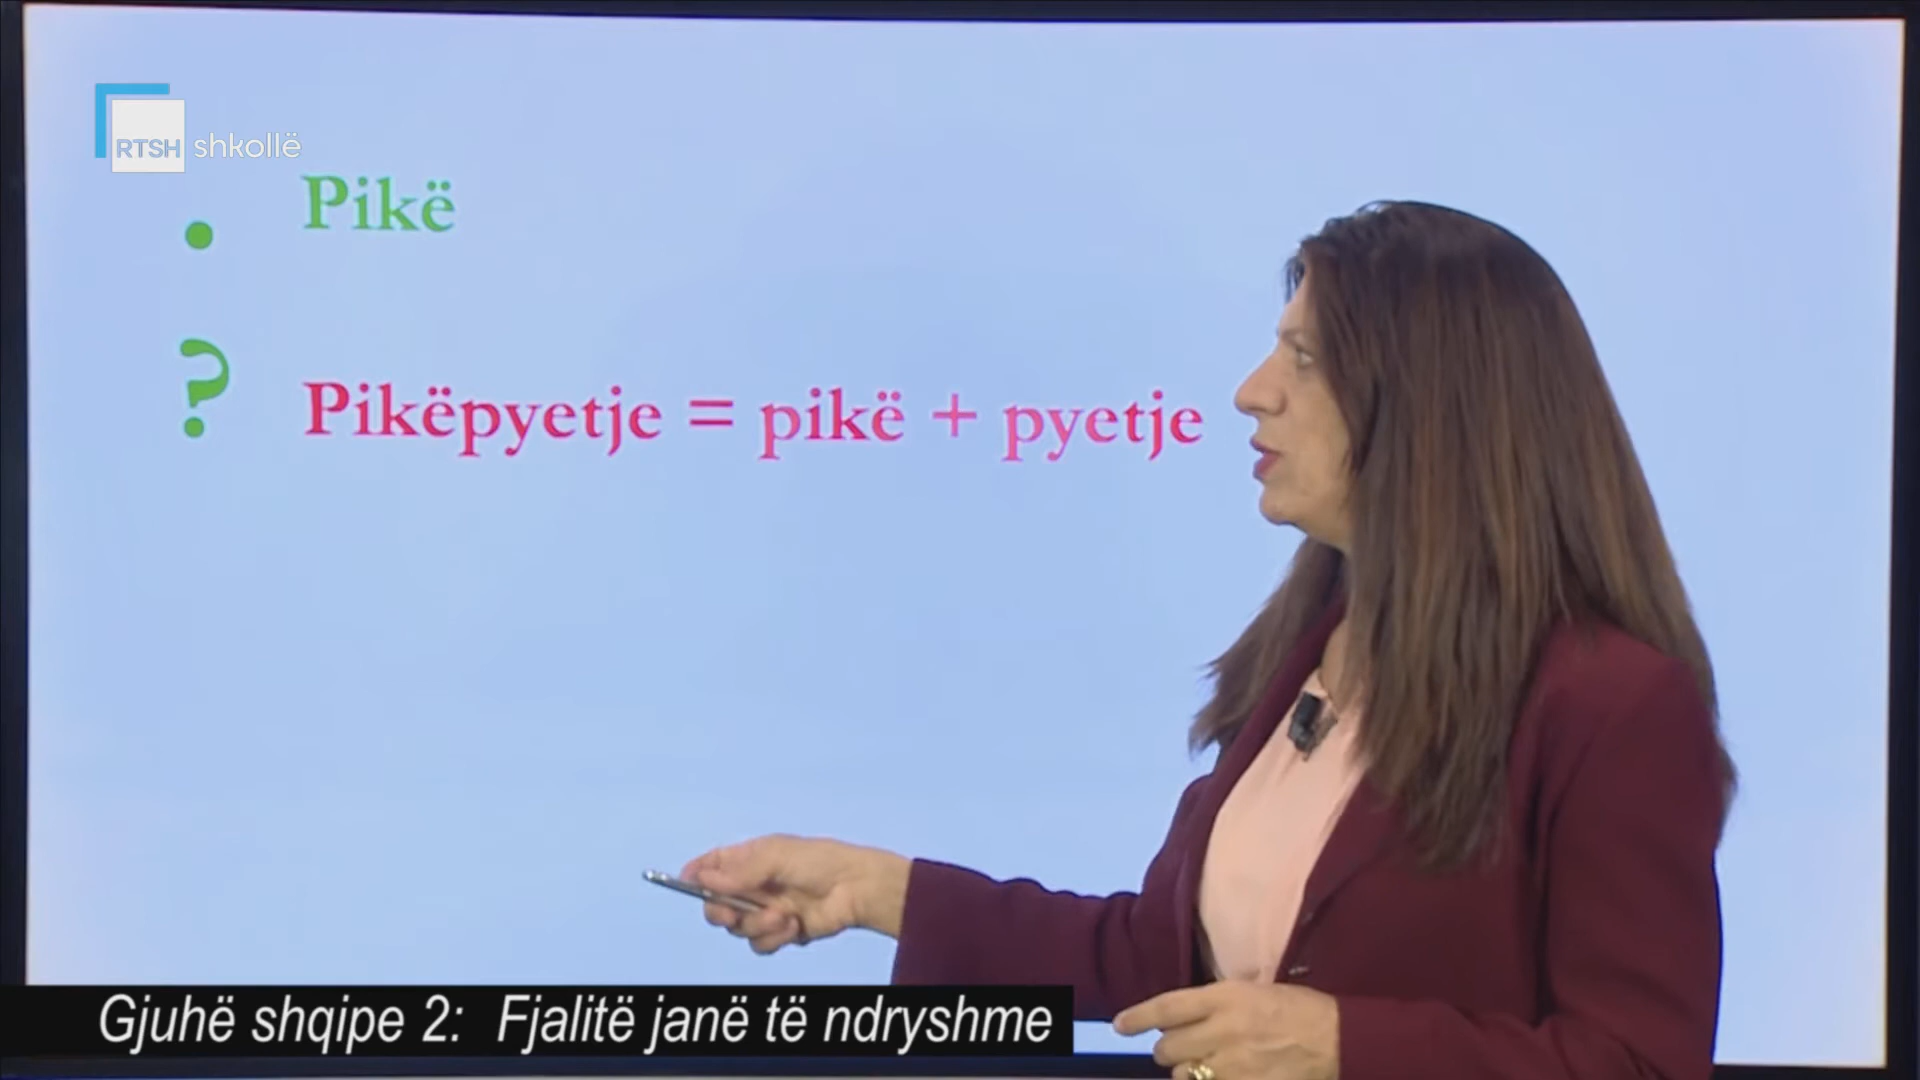 RTSH shkollë
. Pikë
? Pikëpyetje = pikë + pyetje
Gjuhë shqipe 2: Fjalitë janë të ndryshme